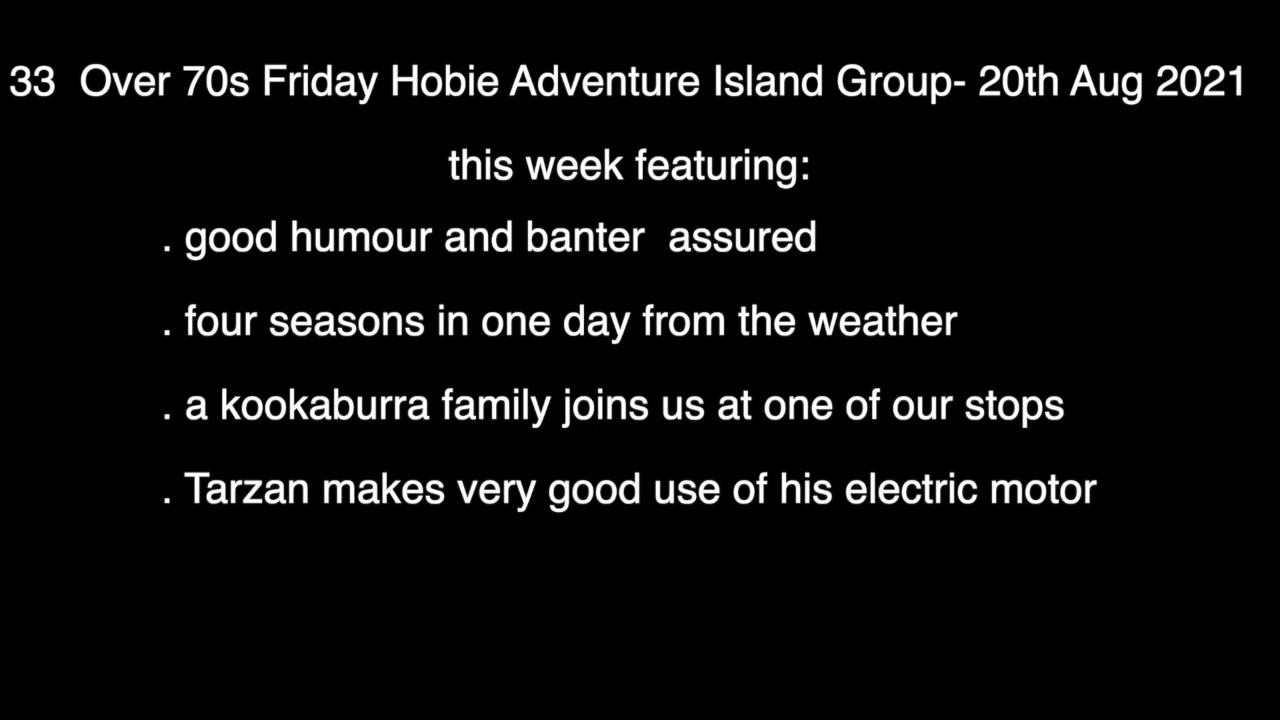 33  Over 70s Friday Hobie Adventure Island Group- 20th Aug 2021
this week featuring:
. good humour and banter  assured
. four seasons in one day from the weather
. a kookaburra family joins us at one of our stops
. Tarzan makes very good use of his electric motor